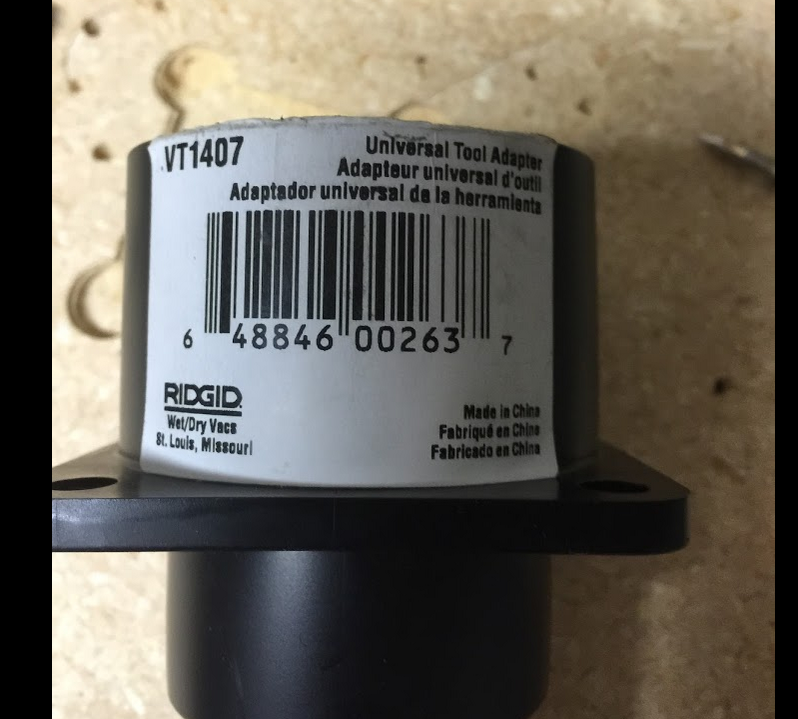 VT1407
Universal Tool Adapter
Adapteur universal d'outil
Adaptador universal de la herramienta
6 48846 00263 7
RIDGID
Wet/Dry Vacs
St. Louis, Missouri
Made in China
Fabriqué en Chine
Fabricado en China